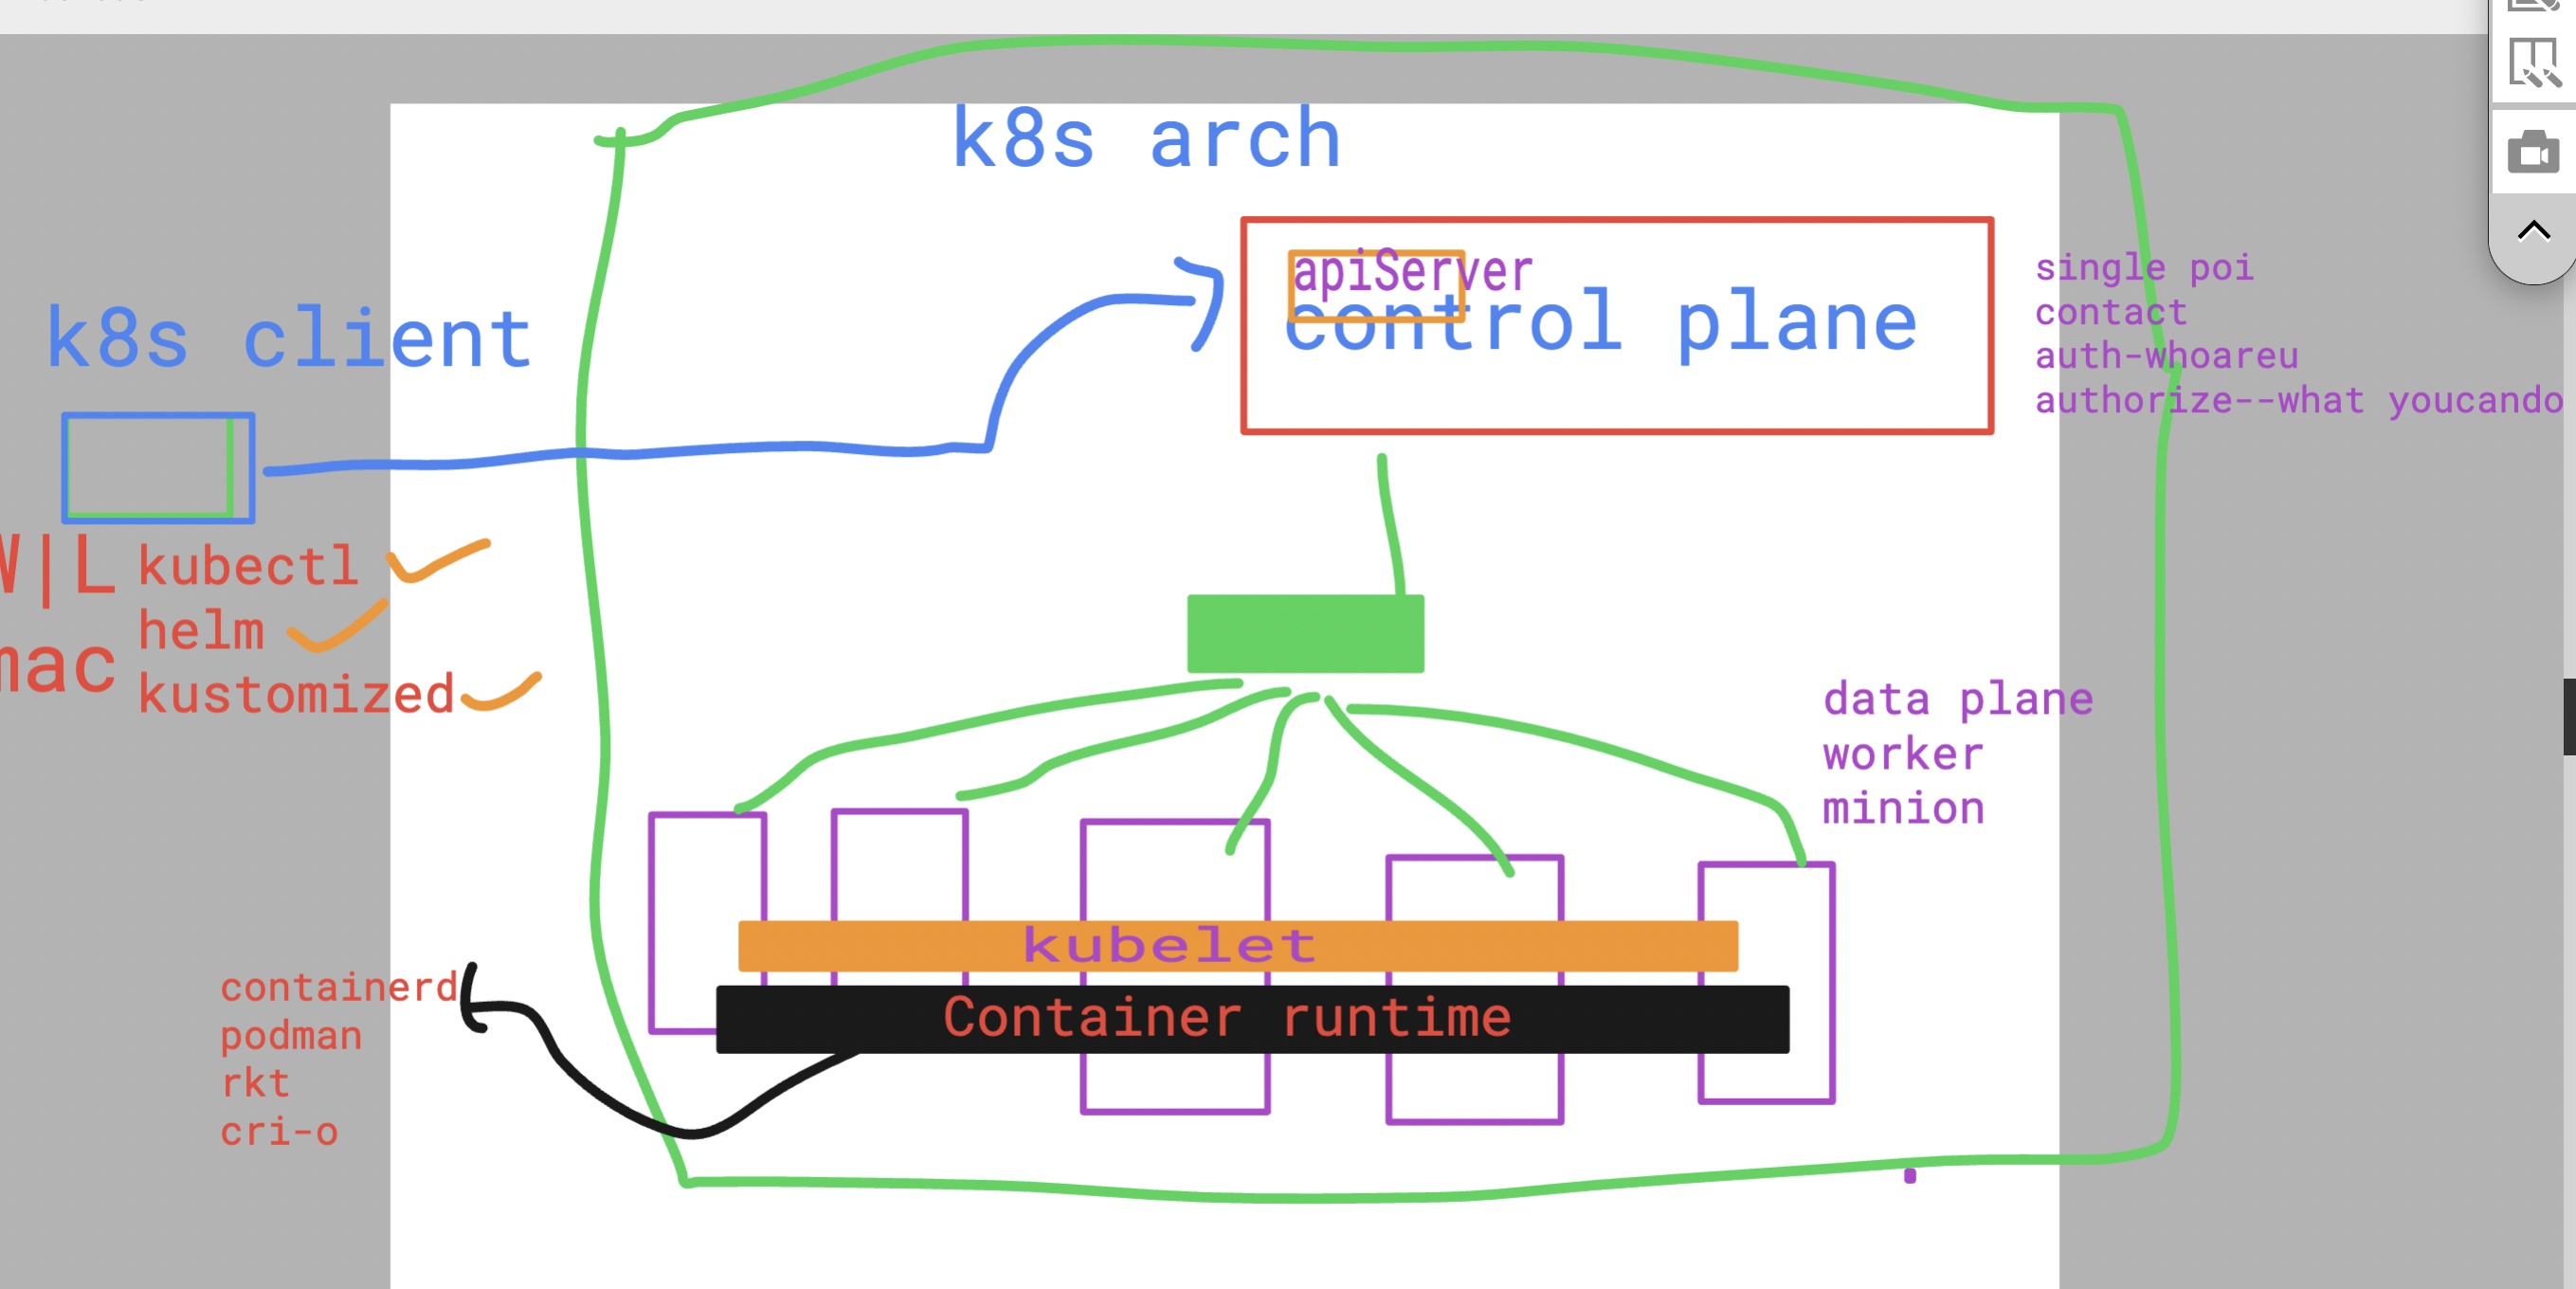 k8s arch
apiServer
control plane
single poi
contact
auth-whoareu
authorize--what youcando
k8s client
W|L
mac
kubectl
helm
kustomized
data plane
worker
minion
kubelet
Container runtime
containerd
podman
rkt
cri-o